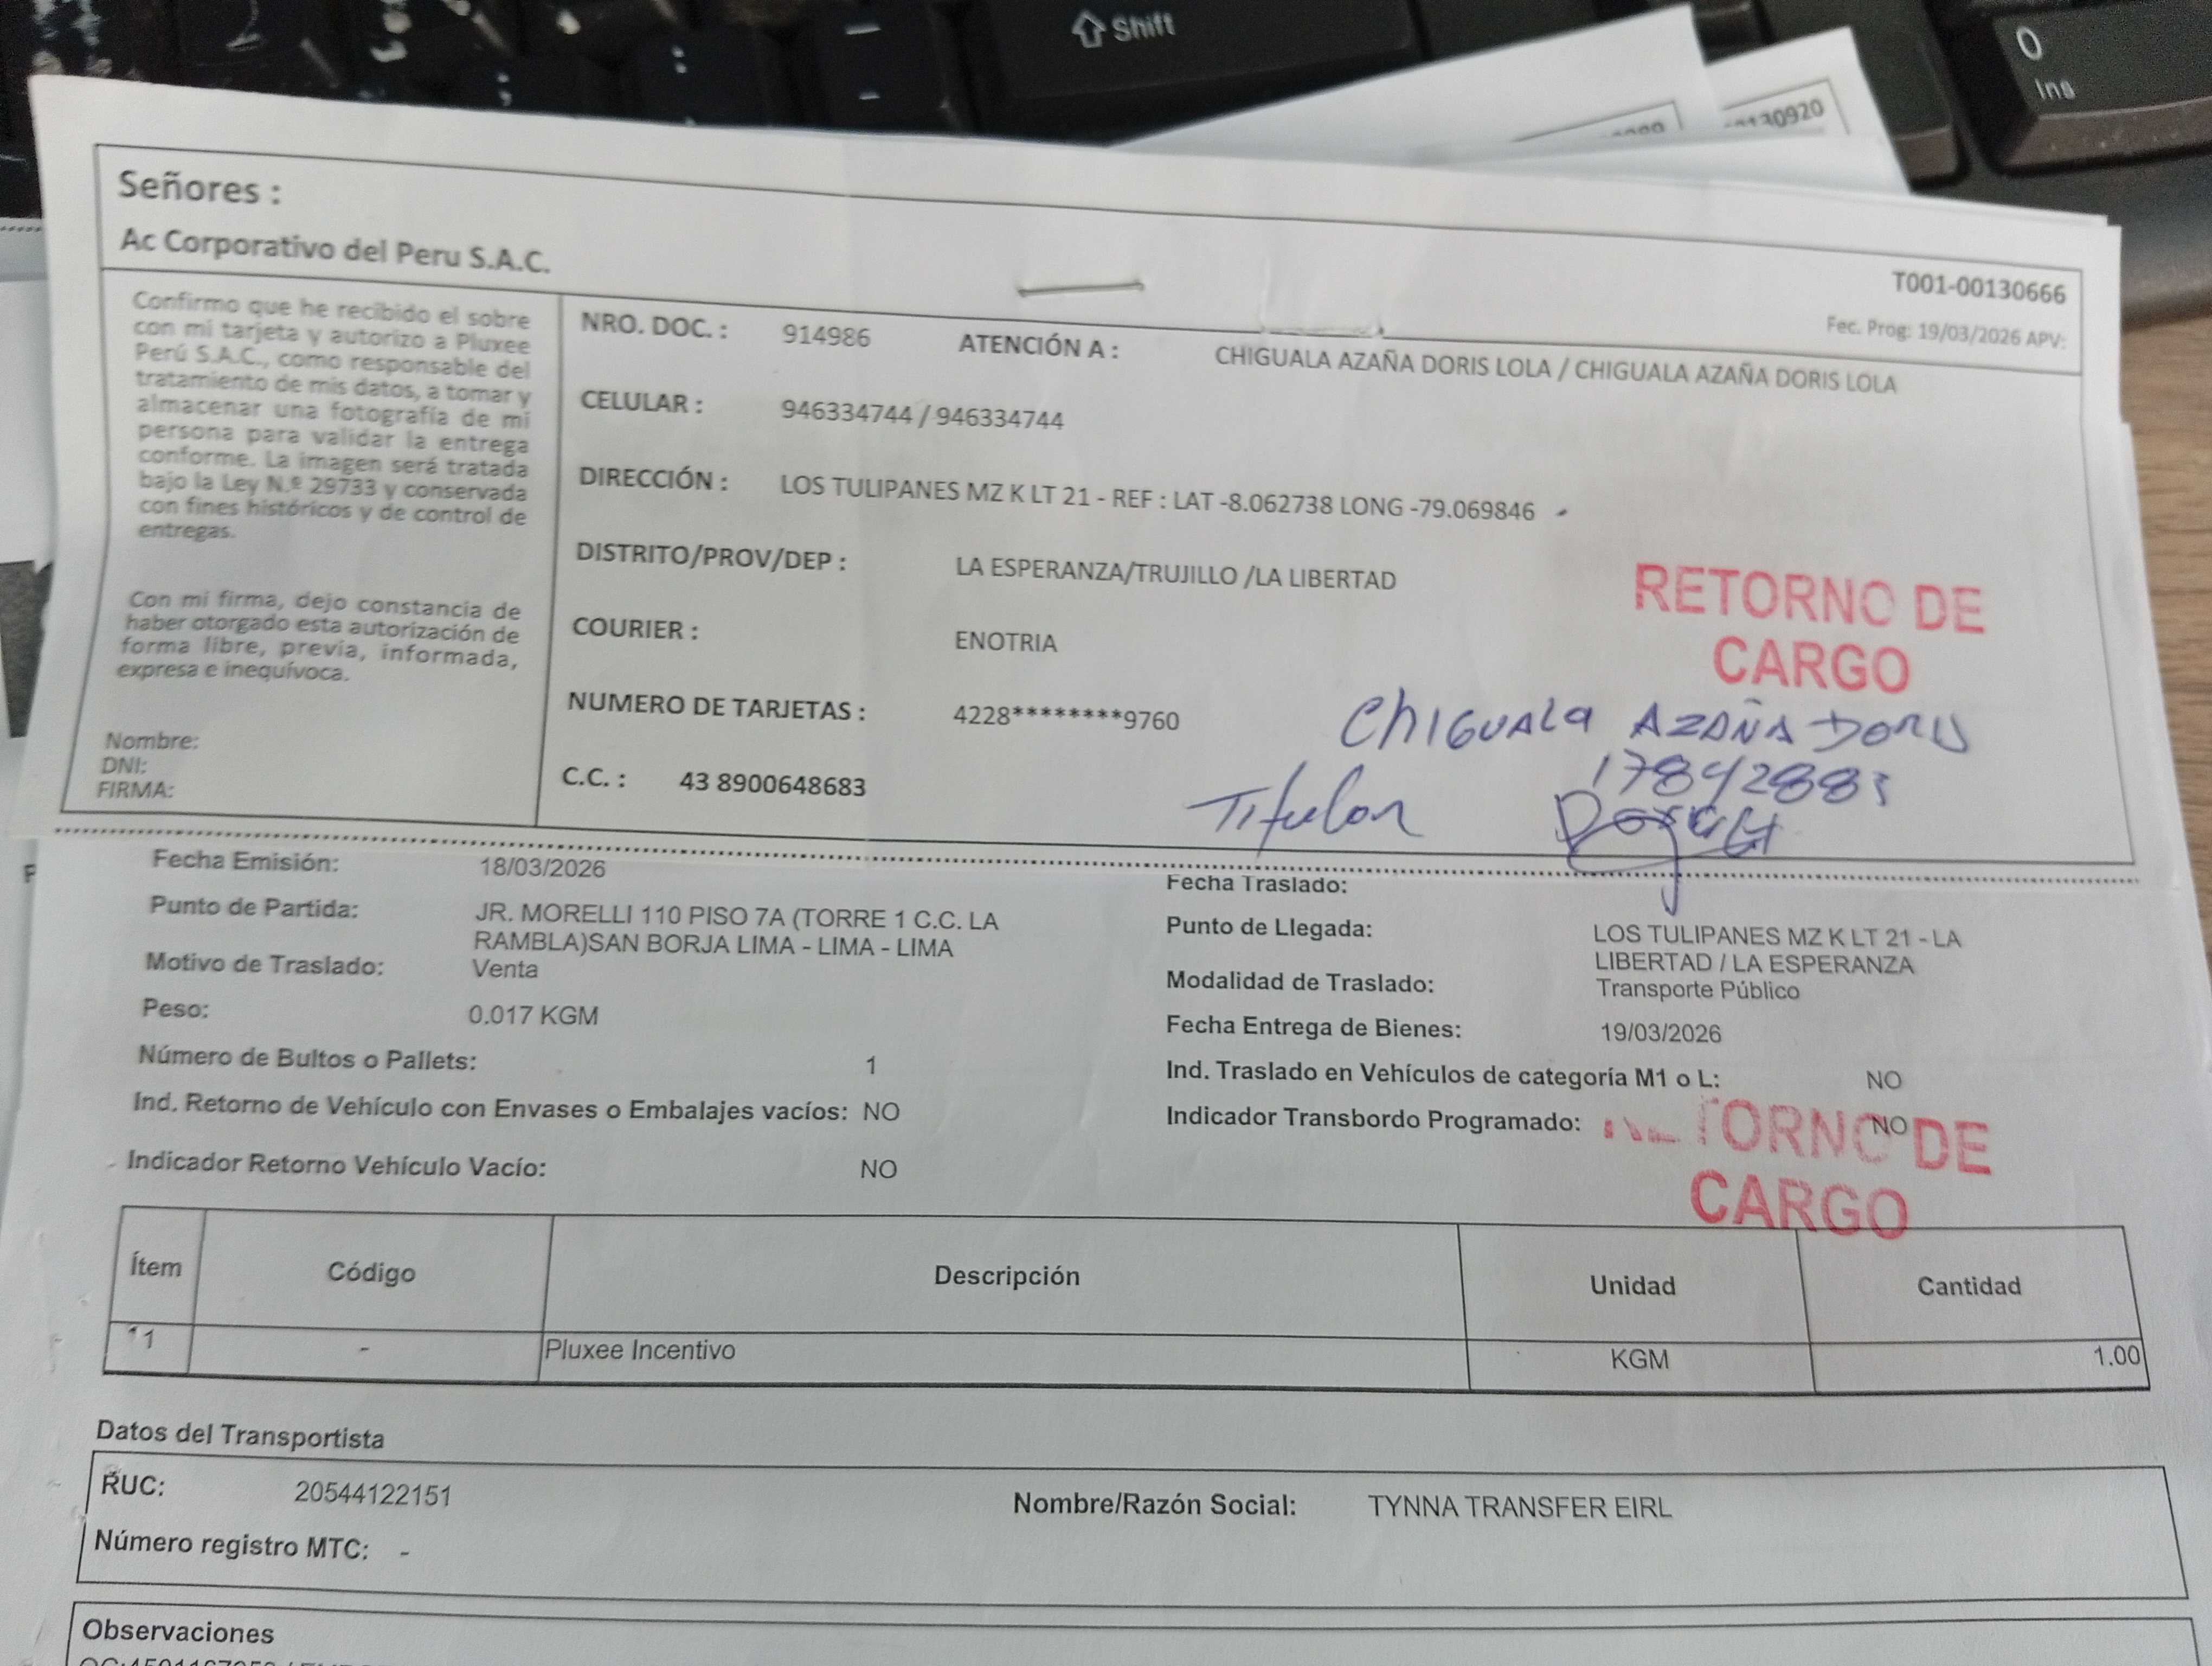 Shift
0
Ins
130920
Señores :
Ac Corporativo del Peru S.A.C.
T001-00130666
Fec. Prog: 19/03/2026 APV:
Confirmo que he recibido el sobre
con mi tarjeta y autorizo a Pluxee
Perú S.A.C., como responsable del
tratamiento de mis datos, a tomar y
almacenar una fotografía de mi
persona para validar la entrega
conforme. La imagen será tratada
bajo la Ley N.º 29733 y conservada
con fines históricos y de control de
entregas.
Con mi firma, dejo constancia de
haber otorgado esta autorización de
forma libre, previa, informada,
expresa e inequívoca.
Nombre:
DNI:
FIRMA:
NRO. DOC. : 914986 ATENCIÓN A : CHIGUALA AZAÑA DORIS LOLA / CHIGUALA AZAÑA DORIS LOLA
CELULAR : 946334744 / 946334744
DIRECCIÓN : LOS TULIPANES MZ K LT 21 - REF : LAT -8.062738 LONG -79.069846
DISTRITO/PROV/DEP : LA ESPERANZA/TRUJILLO /LA LIBERTAD
COURIER : ENOTRIA
NUMERO DE TARJETAS : 4228********9760
C.C. : 43 8900648683
RETORNO DE
CARGO
CHIGUALA AZAÑA DORIS
17842883
Titular
Fecha Emisión: 18/03/2026
Punto de Partida: JR. MORELLI 110 PISO 7A (TORRE 1 C.C. LA
RAMBLA)SAN BORJA LIMA - LIMA - LIMA
Motivo de Traslado: Venta
Peso: 0.017 KGM
Número de Bultos o Pallets: 1
Ind. Retorno de Vehículo con Envases o Embalajes vacíos: NO
Indicador Retorno Vehículo Vacío: NO
Fecha Traslado:
Punto de Llegada: LOS TULIPANES MZ K LT 21 - LA
LIBERTAD / LA ESPERANZA
Modalidad de Traslado: Transporte Público
Fecha Entrega de Bienes: 19/03/2026
Ind. Traslado en Vehículos de categoría M1 o L: NO
Indicador Transbordo Programado: NO
RETORNO DE
CARGO
Ítem Código Descripción Unidad Cantidad
1 - Pluxee Incentivo KGM 1.00
Datos del Transportista
RUC: 20544122151 Nombre/Razón Social: TYNNA TRANSFER EIRL
Número registro MTC: -
Observaciones